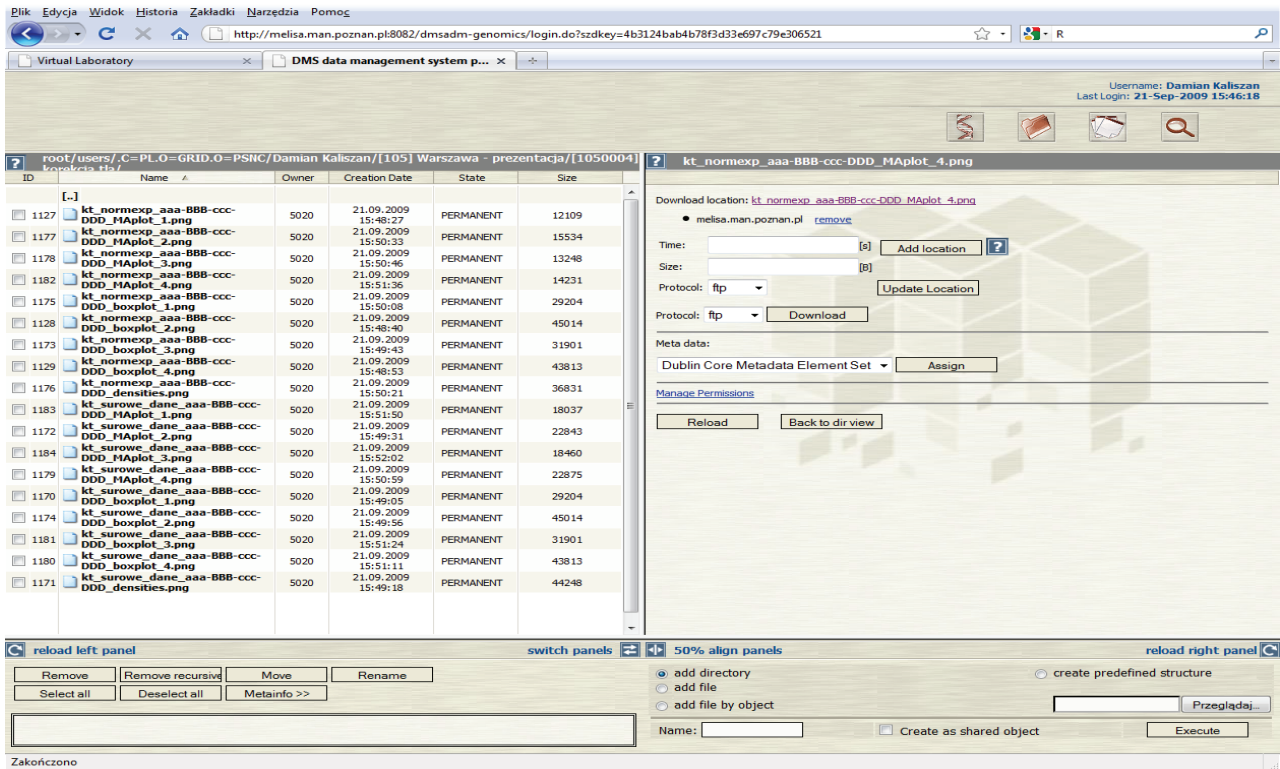 Plik Edycja Widok Historia Zakładki Narzędzia Pomoc
http://melisa.man.poznan.pl:8082/dmsadm-genomics/login.do?szdkey=4b3124bab4b78f3d33e697c79e306521
R
Virtual Laboratory
DMS data management system p...
Username: Damian Kaliszan
Last Login: 21-Sep-2009 15:46:18
root/users/.C=PL.O=GRID.O=PSNC/Damian Kaliszan/[105] Warszawa - prezentacja/[1050004]
korekcja tla/
ID Name Owner Creation Date State Size
[..]
1127 kt_normexp_aaa-BBB-ccc-DDD_MAplot_1.png 5020 21.09.2009 15:48:27 PERMANENT 12109
1177 kt_normexp_aaa-BBB-ccc-DDD_MAplot_2.png 5020 21.09.2009 15:50:33 PERMANENT 15534
1178 kt_normexp_aaa-BBB-ccc-DDD_MAplot_3.png 5020 21.09.2009 15:50:46 PERMANENT 13248
1182 kt_normexp_aaa-BBB-ccc-DDD_MAplot_4.png 5020 21.09.2009 15:51:36 PERMANENT 14231
1175 kt_normexp_aaa-BBB-ccc-DDD_boxplot_1.png 5020 21.09.2009 15:50:08 PERMANENT 29204
1128 kt_normexp_aaa-BBB-ccc-DDD_boxplot_2.png 5020 21.09.2009 15:48:40 PERMANENT 45014
1173 kt_normexp_aaa-BBB-ccc-DDD_boxplot_3.png 5020 21.09.2009 15:49:43 PERMANENT 31901
1129 kt_normexp_aaa-BBB-ccc-DDD_boxplot_4.png 5020 21.09.2009 15:48:53 PERMANENT 43813
1176 kt_normexp_aaa-BBB-ccc-DDD_densities.png 5020 21.09.2009 15:50:21 PERMANENT 36831
1183 kt_surowe_dane_aaa-BBB-ccc-DDD_MAplot_1.png 5020 21.09.2009 15:51:50 PERMANENT 18037
1172 kt_surowe_dane_aaa-BBB-ccc-DDD_MAplot_2.png 5020 21.09.2009 15:49:31 PERMANENT 22843
1184 kt_surowe_dane_aaa-BBB-ccc-DDD_MAplot_3.png 5020 21.09.2009 15:52:02 PERMANENT 18460
1179 kt_surowe_dane_aaa-BBB-ccc-DDD_MAplot_4.png 5020 21.09.2009 15:50:59 PERMANENT 22875
1170 kt_surowe_dane_aaa-BBB-ccc-DDD_boxplot_1.png 5020 21.09.2009 15:49:05 PERMANENT 29204
1174 kt_surowe_dane_aaa-BBB-ccc-DDD_boxplot_2.png 5020 21.09.2009 15:49:56 PERMANENT 45014
1181 kt_surowe_dane_aaa-BBB-ccc-DDD_boxplot_3.png 5020 21.09.2009 15:51:24 PERMANENT 31901
1180 kt_surowe_dane_aaa-BBB-ccc-DDD_boxplot_4.png 5020 21.09.2009 15:51:11 PERMANENT 43813
1171 kt_surowe_dane_aaa-BBB-ccc-DDD_densities.png 5020 21.09.2009 15:49:18 PERMANENT 44248
kt_normexp_aaa-BBB-ccc-DDD_MAplot_4.png
Download location: kt_normexp_aaa-BBB-ccc-DDD_MAplot_4.png
melisa.man.poznan.pl remove
Time: [s] Add location ?
Size: [B]
Protocol: ftp Update Location
Protocol: ftp Download
Meta data:
Dublin Core Metadata Element Set Assign
Manage Permissions
Reload Back to dir view
reload left panel switch panels
50% align panels reload right panel
Remove Remove recursive Move Rename
Select all Deselect all Metainfo >>
add directory create predefined structure
add file
add file by object Przeglądaj...
Name: Create as shared object Execute
Zakończono